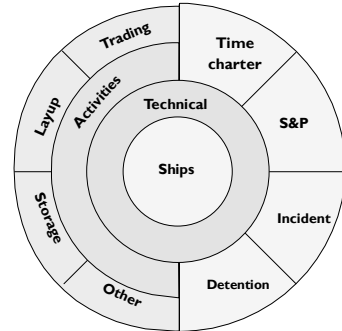 Trading
Time
charter
Activities
Technical
Layup
S&P
Ships
Storage
Incident
Other
Detention